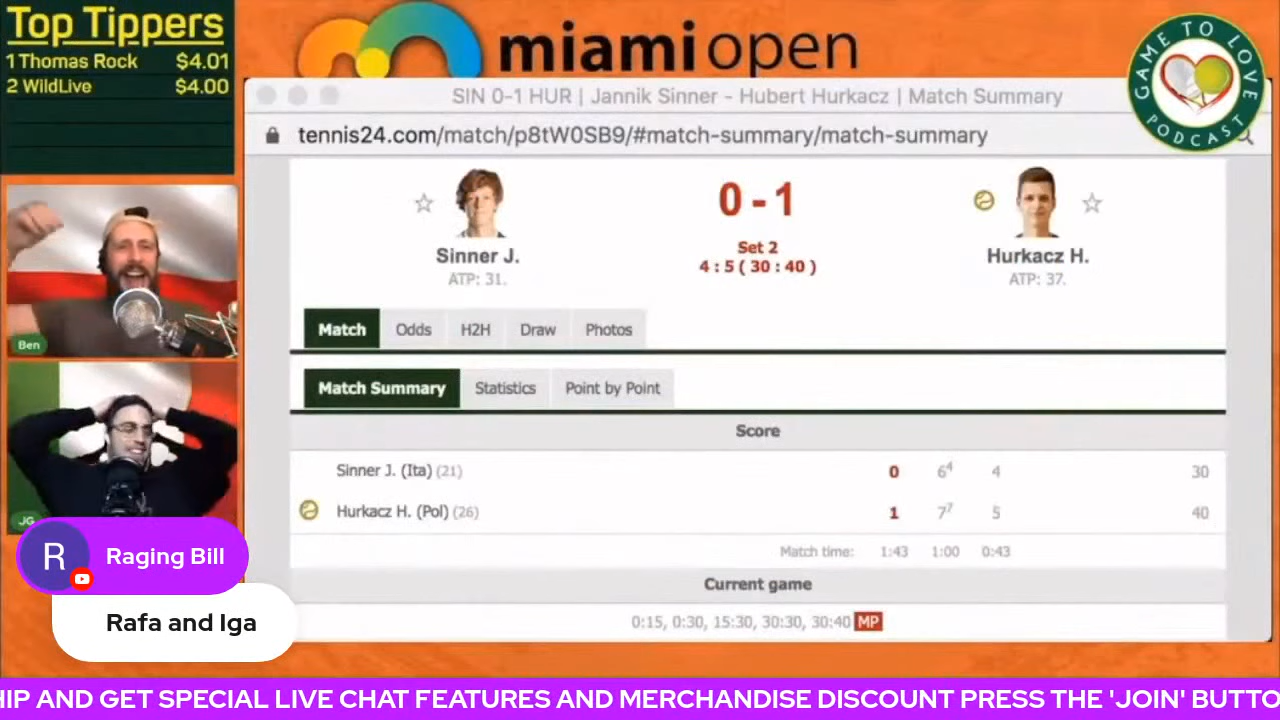 Top Tippers
1 Thomas Rock $4.01
2 WildLive $4.00
miami open
GAME TO LOVE
PODCAST
SIN 0-1 HUR | Jannik Sinner - Hubert Hurkacz | Match Summary
tennis24.com/match/p8tW0SB9/#match-summary/match-summary
0 - 1
Set 2
4 : 5 ( 30 : 40 )
Sinner J.
ATP: 31.
Hurkacz H.
ATP: 37.
Match Odds H2H Draw Photos
Match Summary Statistics Point by Point
Score
Sinner J. (Ita) (21) 0 6⁴ 4 30
Hurkacz H. (Pol) (26) 1 7⁷ 5 40
Match time: 1:43 1:00 0:43
Current game
0:15, 0:30, 15:30, 30:30, 30:40 MP
Ben
JG
R
Raging Bill
Rafa and Iga
HIP AND GET SPECIAL LIVE CHAT FEATURES AND MERCHANDISE DISCOUNT PRESS THE 'JOIN' BUTTO